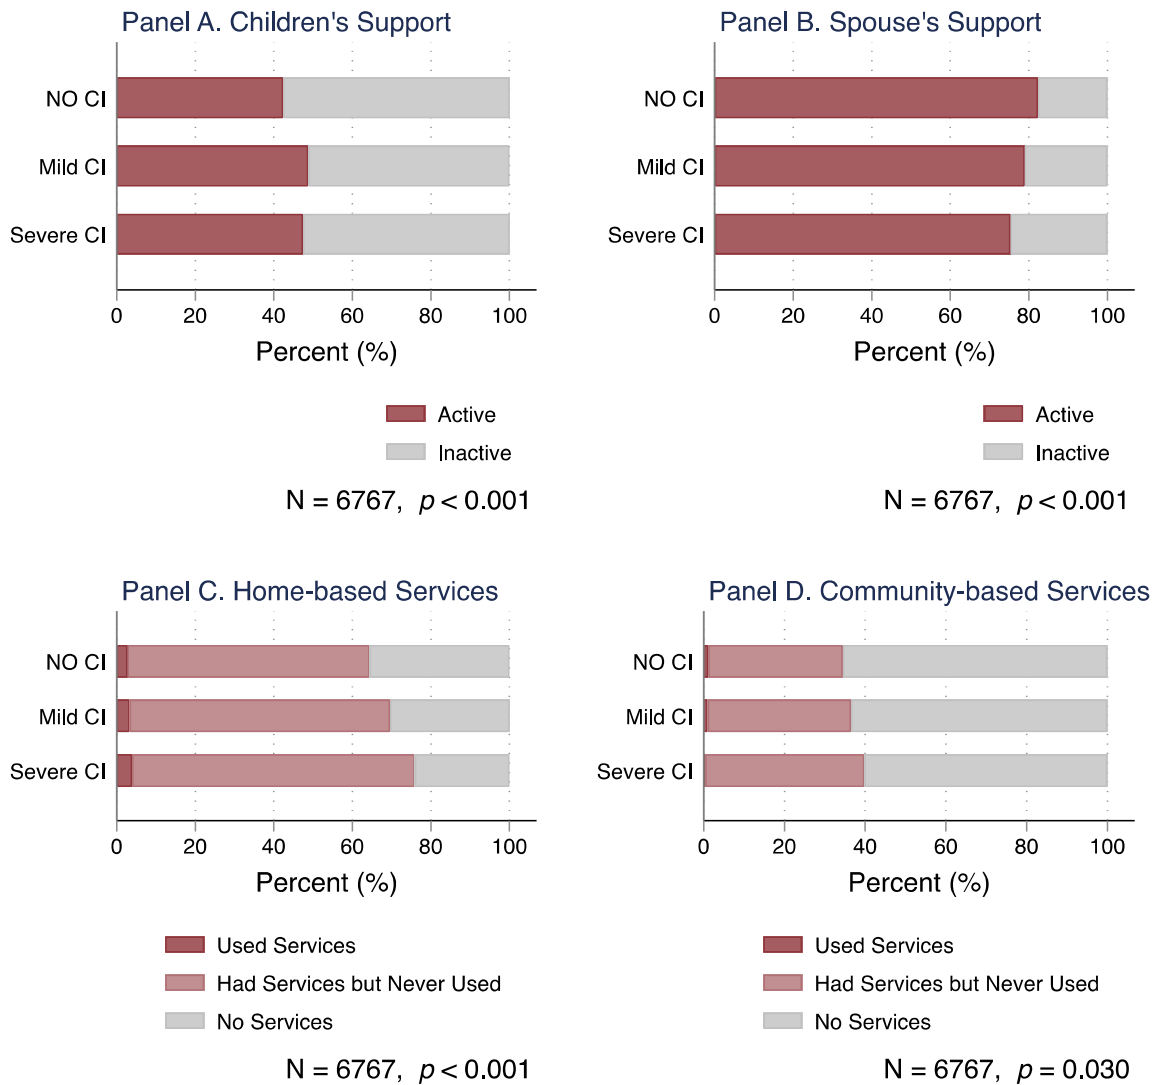 Panel A. Children's Support
NO CI
Mild CI
Severe CI
0 20 40 60 80 100
Percent (%)
Active
Inactive
N = 6767, p < 0.001
Panel B. Spouse's Support
NO CI
Mild CI
Severe CI
0 20 40 60 80 100
Percent (%)
Active
Inactive
N = 6767, p < 0.001
Panel C. Home-based Services
NO CI
Mild CI
Severe CI
0 20 40 60 80 100
Percent (%)
Used Services
Had Services but Never Used
No Services
N = 6767, p < 0.001
Panel D. Community-based Services
NO CI
Mild CI
Severe CI
0 20 40 60 80 100
Percent (%)
Used Services
Had Services but Never Used
No Services
N = 6767, p = 0.030